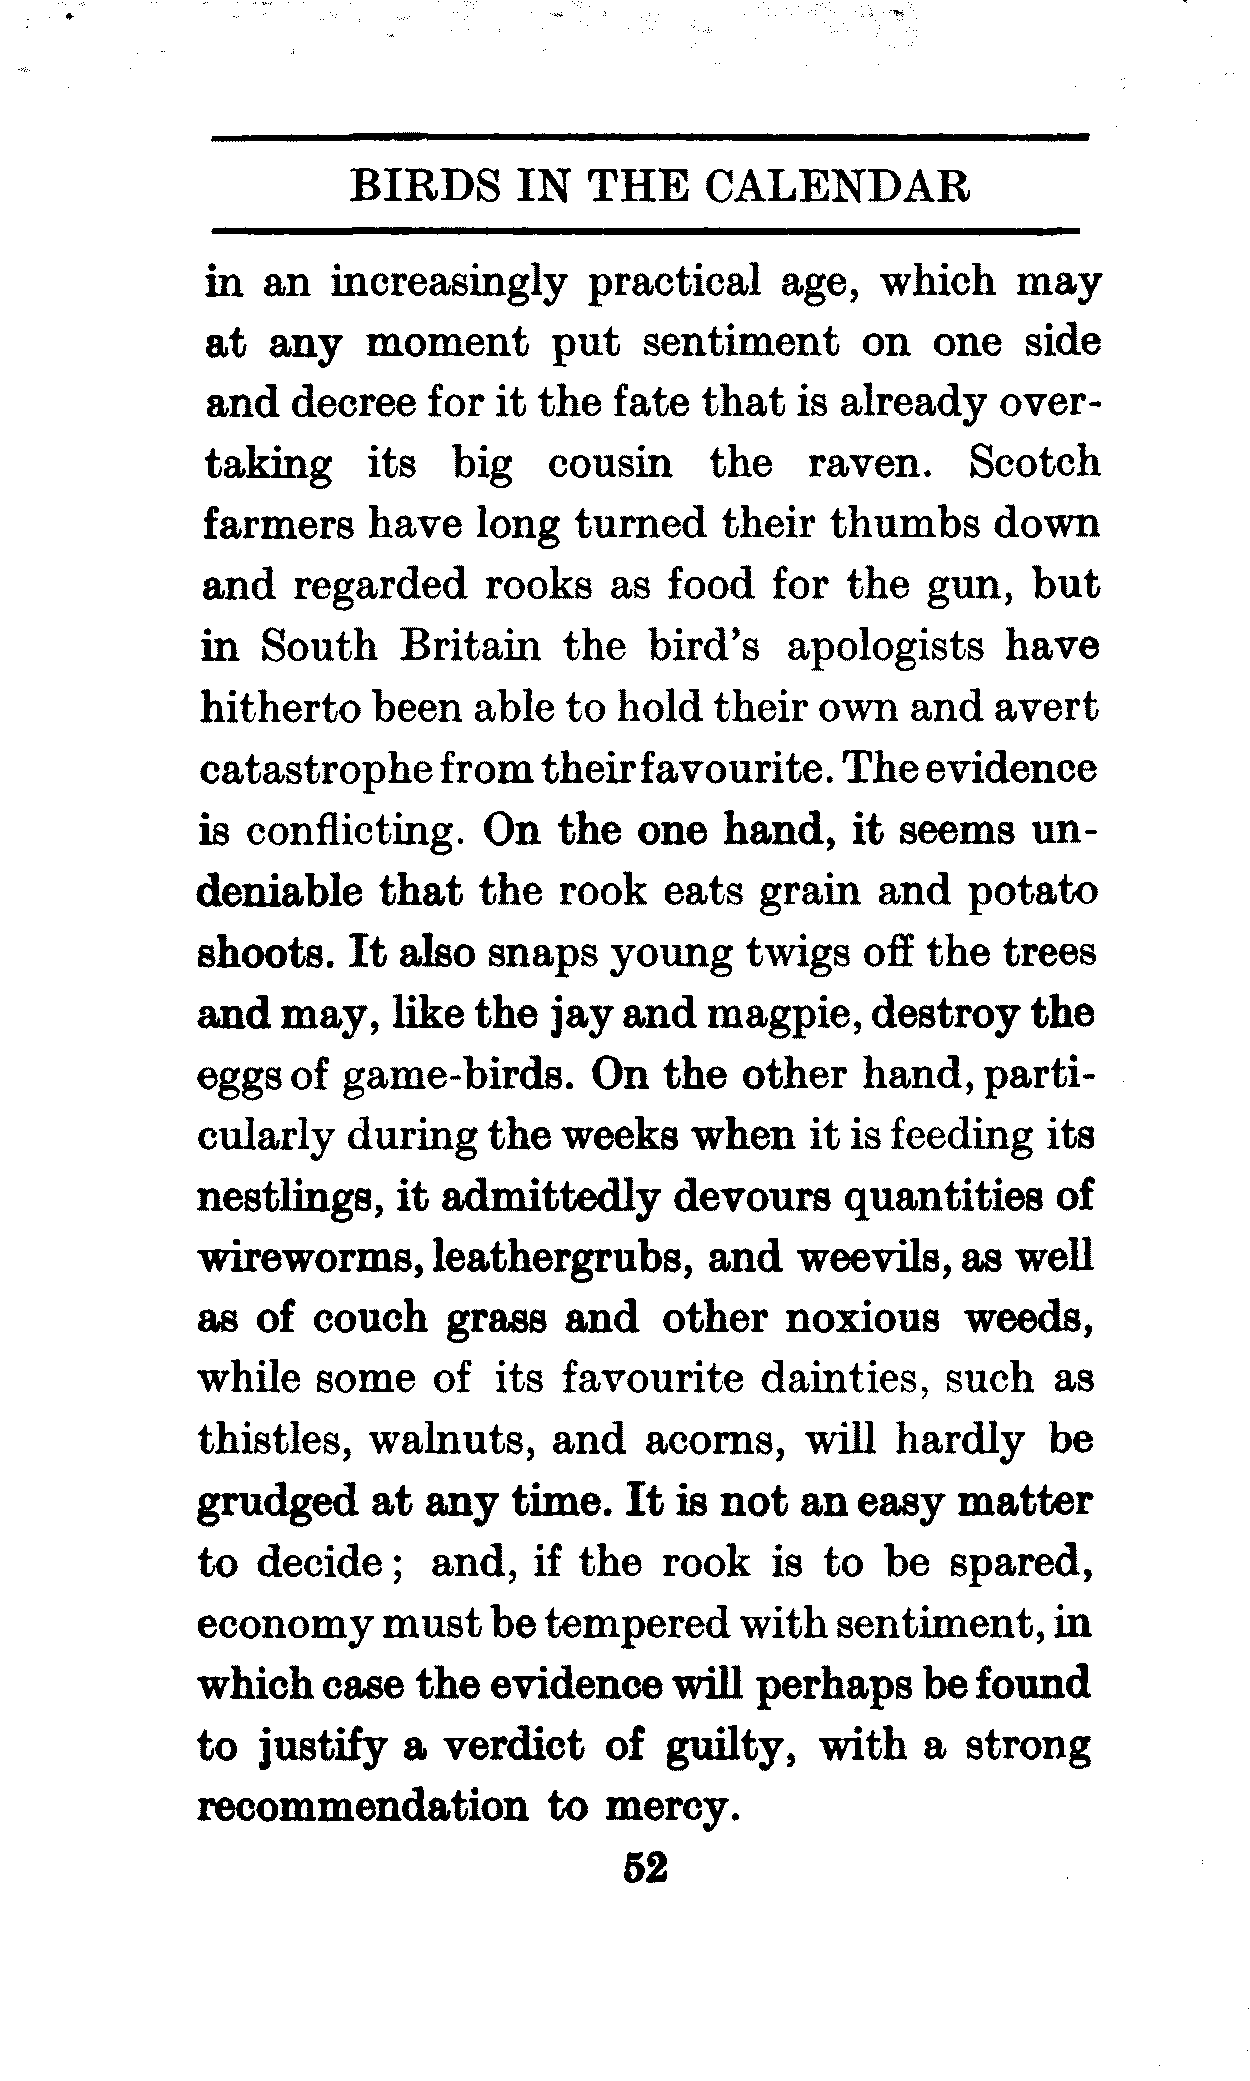 BIRDS IN THE CALENDAR
in an increasingly practical age, which may
at any moment put sentiment on one side
and decree for it the fate that is already over-
taking its big cousin the raven. Scotch
farmers have long turned their thumbs down
and regarded rooks as food for the gun, but
in South Britain the bird's apologists have
hitherto been able to hold their own and avert
catastrophe from their favourite. The evidence
is conflicting. On the one hand, it seems un-
deniable that the rook eats grain and potato
shoots. It also snaps young twigs off the trees
and may, like the jay and magpie, destroy the
eggs of game-birds. On the other hand, parti-
cularly during the weeks when it is feeding its
nestlings, it admittedly devours quantities of
wireworms, leathergrubs, and weevils, as well
as of couch grass and other noxious weeds,
while some of its favourite dainties, such as
thistles, walnuts, and acorns, will hardly be
grudged at any time. It is not an easy matter
to decide; and, if the rook is to be spared,
economy must be tempered with sentiment, in
which case the evidence will perhaps be found
to justify a verdict of guilty, with a strong
recommendation to mercy.
52